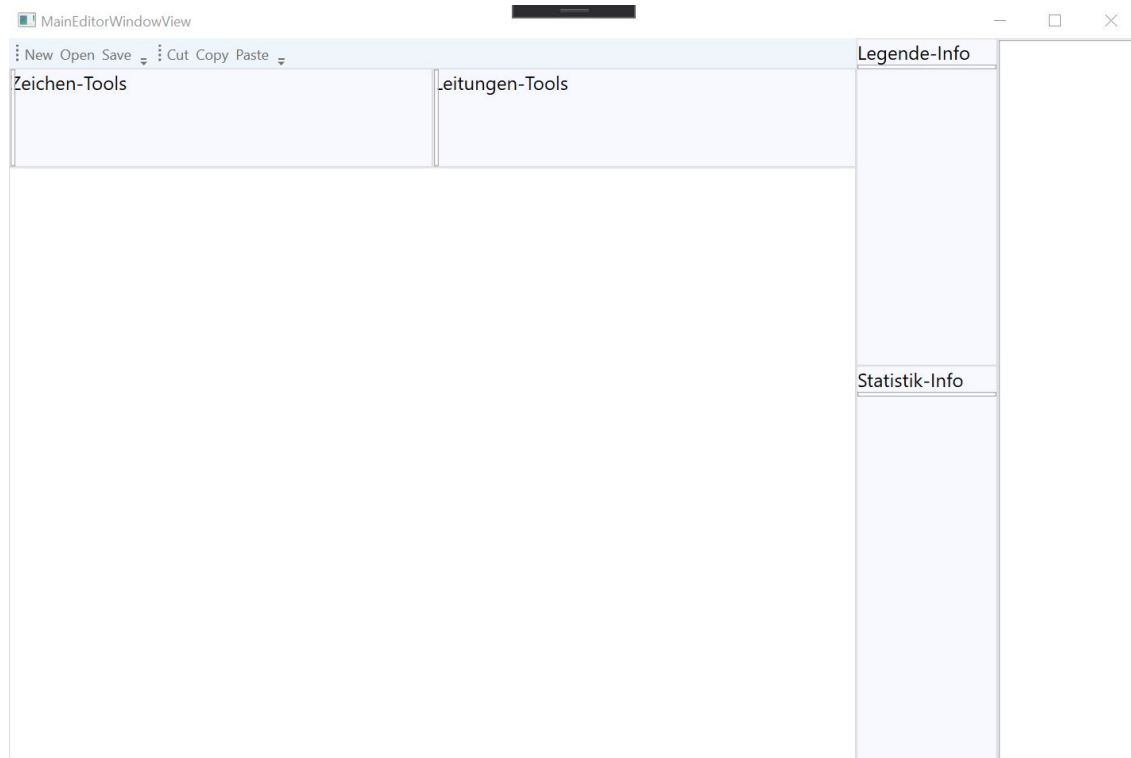 MainEditorWindowView
New Open Save Cut Copy Paste
Legende-Info
Zeichen-Tools
Leitungen-Tools
Statistik-Info